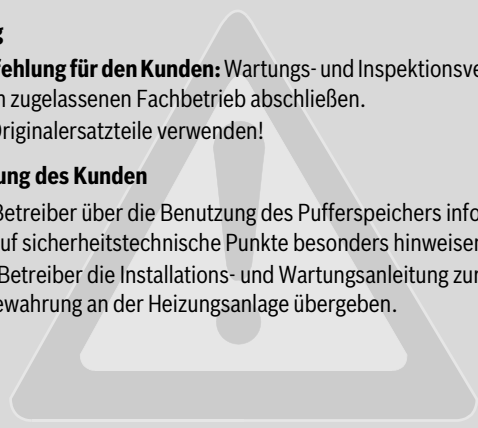 g
fehlung für den Kunden: Wartungs- und Inspektionsve
n zugelassenen Fachbetrieb abschließen.
Originalersatzteile verwenden!
ung des Kunden
Betreiber über die Benutzung des Pufferspeichers info
uf sicherheitstechnische Punkte besonders hinweisen
Betreiber die Installations- und Wartungsanleitung zur
ewahrung an der Heizungsanlage übergeben.